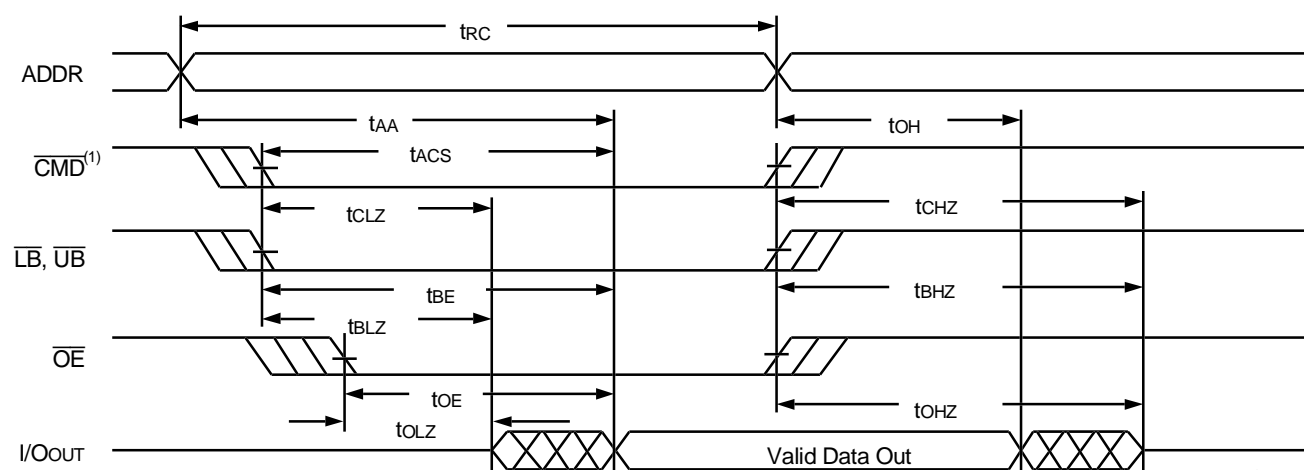 tRC
ADDR
tAA
tOH
CMD(1)
tACS
tCLZ
tCHZ
LB, UB
tBE
tBHZ
tBLZ
OE
tOE
tOHZ
tOLZ
I/OOUT
Valid Data Out